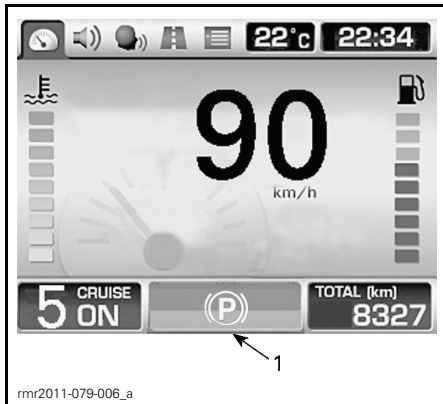 22°C 22:34
90
km/h
5 CRUISE ON
(P)
TOTAL (km)
8327
1
rmr2011-079-006_a